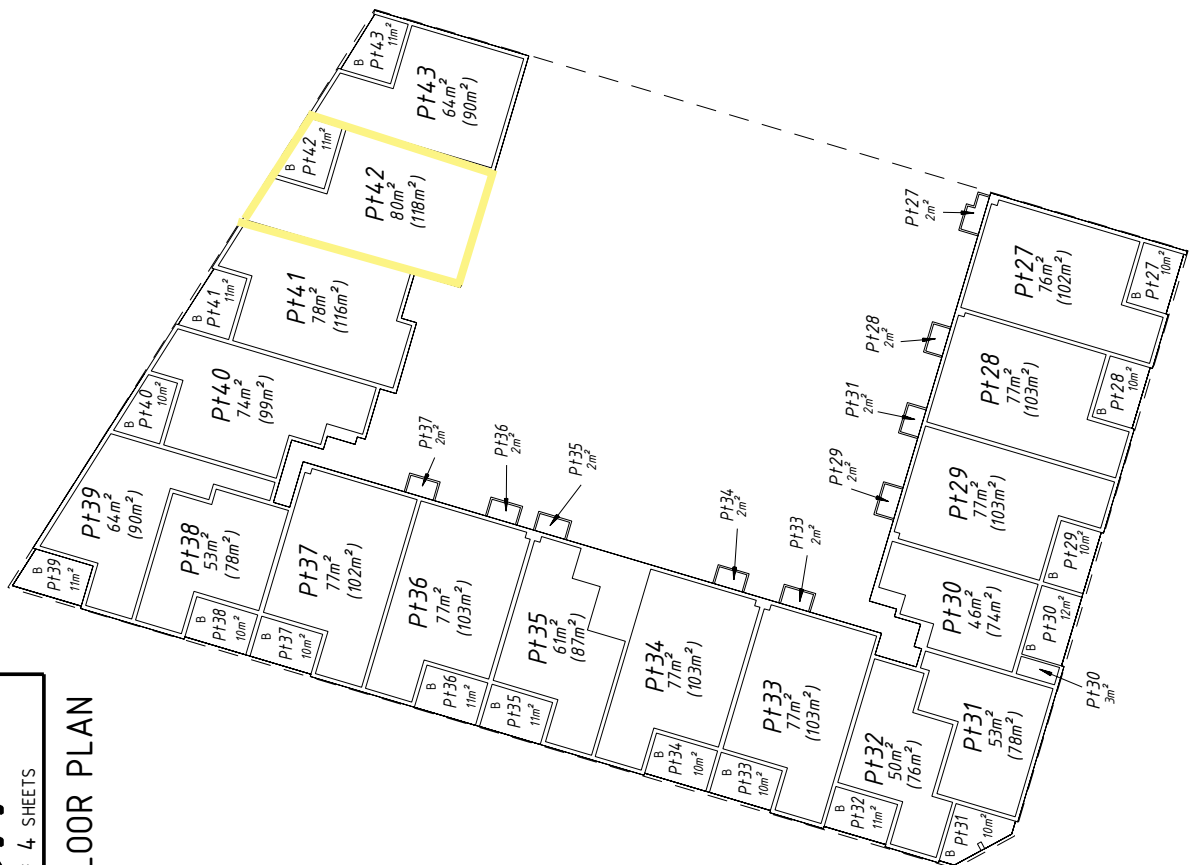 B
Pt43
11m²
Pt43
64m²
(90m²)
B
Pt42
11m²
Pt42
80m²
(118m²)
B
Pt41
11m²
Pt41
78m²
(116m²)
B
Pt40
10m²
Pt40
74m²
(99m²)
Pt39
64m²
(90m²)
B
Pt39
11m²
Pt38
53m²
(78m²)
B
Pt38
10m²
Pt37
77m²
(102m²)
B
Pt37
10m²
Pt37
2m²
Pt36
77m²
(103m²)
B
Pt36
11m²
Pt36
2m²
Pt35
61m²
(87m²)
B
Pt35
11m²
Pt35
2m²
Pt34
77m²
(103m²)
B
Pt34
10m²
Pt34
2m²
Pt33
77m²
(103m²)
B
Pt33
10m²
Pt33
2m²
Pt32
50m²
(76m²)
B
Pt32
11m²
Pt31
53m²
(78m²)
B
Pt31
10m²
Pt31
2m²
Pt30
46m²
(74m²)
B
Pt30
12m²
Pt30
3m²
Pt29
77m²
(103m²)
B
Pt29
10m²
Pt29
2m²
Pt28
77m²
(103m²)
B
Pt28
10m²
Pt28
2m²
Pt27
76m²
(102m²)
B
Pt27
10m²
Pt27
2m²
4 SHEETS
LOOR PLAN